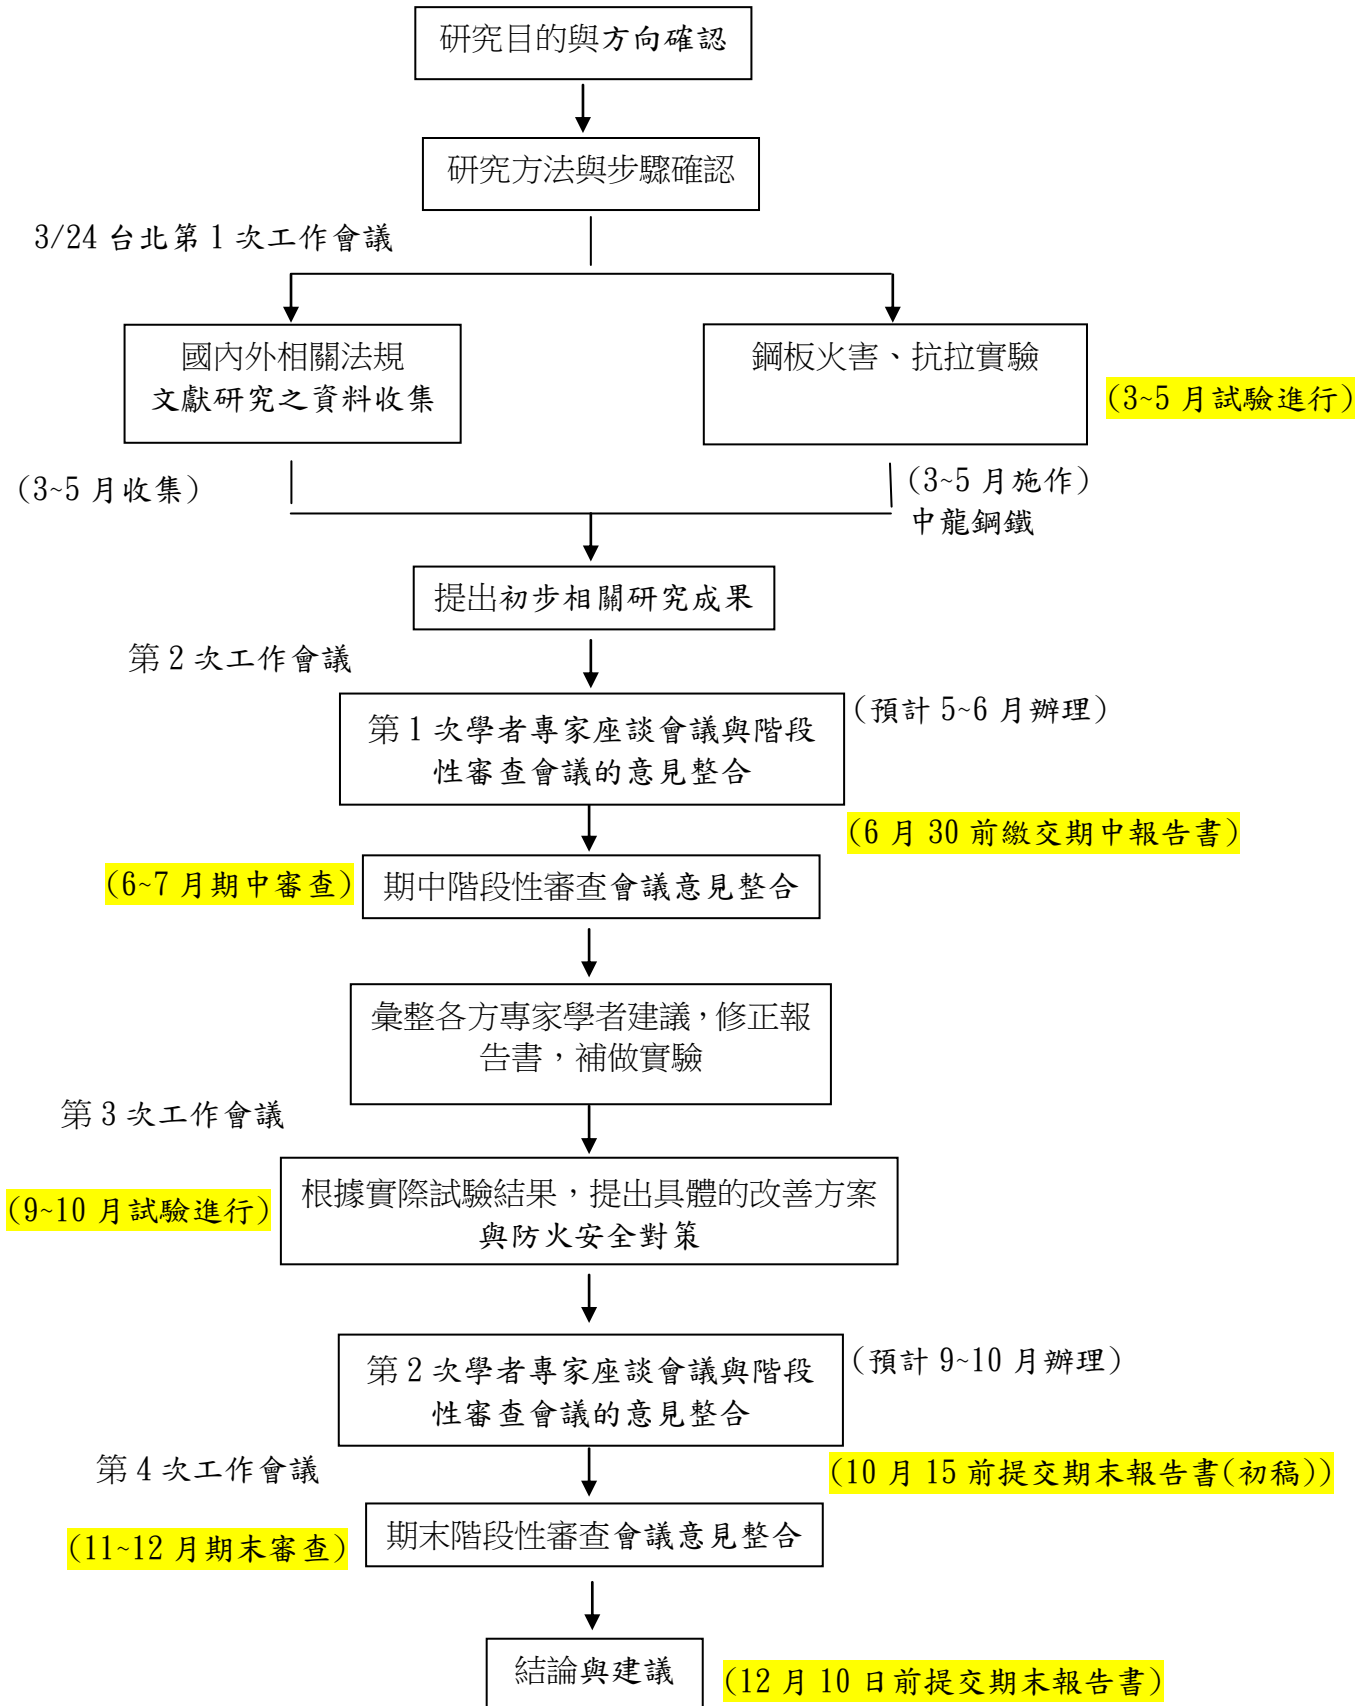 研究目的與方向確認
研究方法與步驟確認
3/24 台北第 1 次工作會議
國內外相關法規
文獻研究之資料收集
鋼板火害、抗拉實驗
(3~5 月試驗進行)
(3~5 月收集)
(3~5 月施作)
中龍鋼鐵
提出初步相關研究成果
第 2 次工作會議
(預計 5~6 月辦理)
第 1 次學者專家座談會議與階段
性審查會議的意見整合
(6 月 30 前繳交期中報告書)
(6~7 月期中審查)
期中階段性審查會議意見整合
彙整各方專家學者建議，修正報
告書，補做實驗
第 3 次工作會議
(9~10 月試驗進行)
根據實際試驗結果，提出具體的改善方案
與防火安全對策
(預計 9~10 月辦理)
第 2 次學者專家座談會議與階段
性審查會議的意見整合
第 4 次工作會議
(10 月 15 前提交期末報告書(初稿))
(11~12 月期末審查)
期末階段性審查會議意見整合
結論與建議
(12 月 10 日前提交期末報告書)